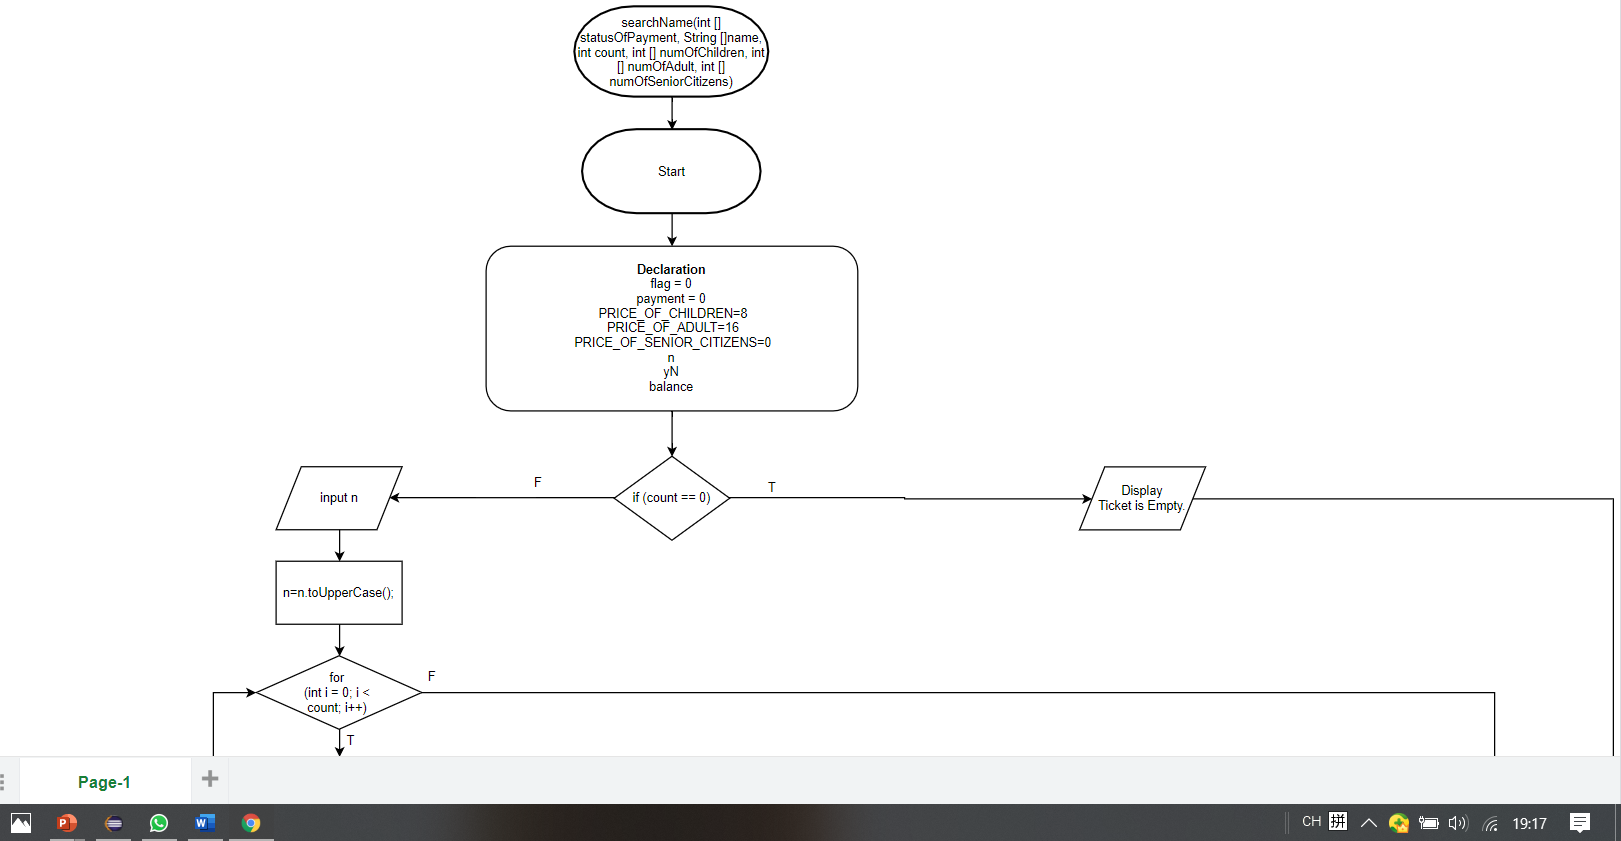 searchName(int []
statusOfPayment, String []name,
int count, int [] numOfChildren, int
[] numOfAdult, int []
numOfSeniorCitizens)
Start
Declaration
flag = 0
payment = 0
PRICE_OF_CHILDREN=8
PRICE_OF_ADULT=16
PRICE_OF_SENIOR_CITIZENS=0
n
yN
balance
F
if (count == 0)
T
input n
Display
Ticket is Empty.
n=n.toUpperCase();
for
(int i = 0; i <
count; i++)
F
T
Page-1
CH 拼 19:17